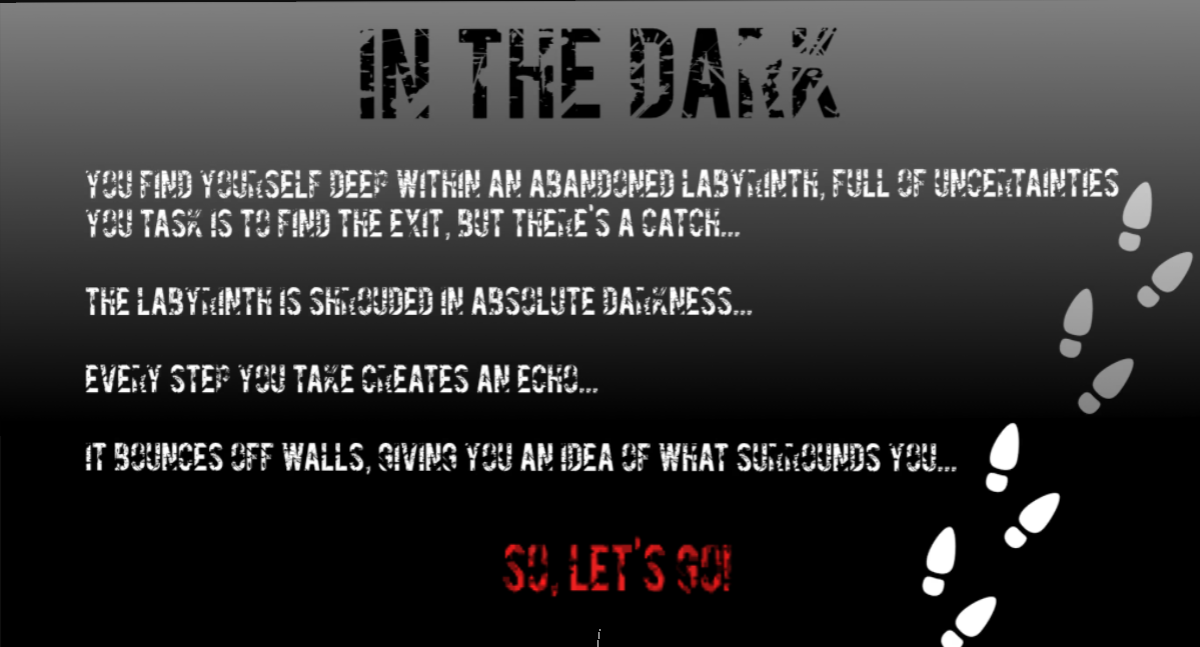 IN THE DARK
YOU FIND YOURSELF DEEP WITHIN AN ABANDONED LABYRINTH, FULL OF UNCERTAINTIES
YOU TASK IS TO FIND THE EXIT, BUT THERE'S A CATCH...
THE LABYRINTH IS SHROUDED IN ABSOLUTE DARKNESS...
EVERY STEP YOU TAKE CREATES AN ECHO...
IT BOUNCES OFF WALLS, GIVING YOU AN IDEA OF WHAT SURROUNDS YOU...
SO, LET'S GO!